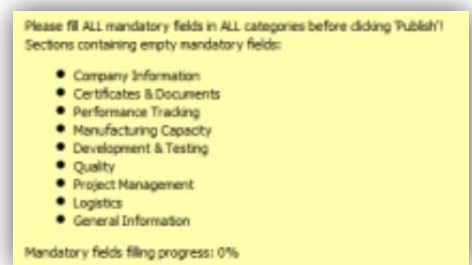 Please fill ALL mandatory fields in ALL categories before clicking 'Publish'!
Sections containing empty mandatory fields:
● Company Information
● Certificates & Documents
● Performance Tracking
● Manufacturing Capacity
● Development & Testing
● Quality
● Project Management
● Logistics
● General Information
Mandatory fields filling progress: 0%